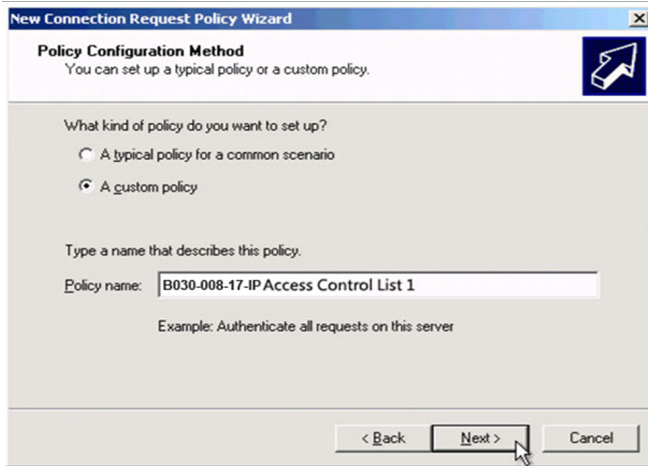 New Connection Request Policy Wizard
Policy Configuration Method
You can set up a typical policy or a custom policy.
What kind of policy do you want to set up?
A typical policy for a common scenario
A custom policy
Type a name that describes this policy.
Policy name: B030-008-17-IP Access Control List 1
Example: Authenticate all requests on this server
< Back Next > Cancel